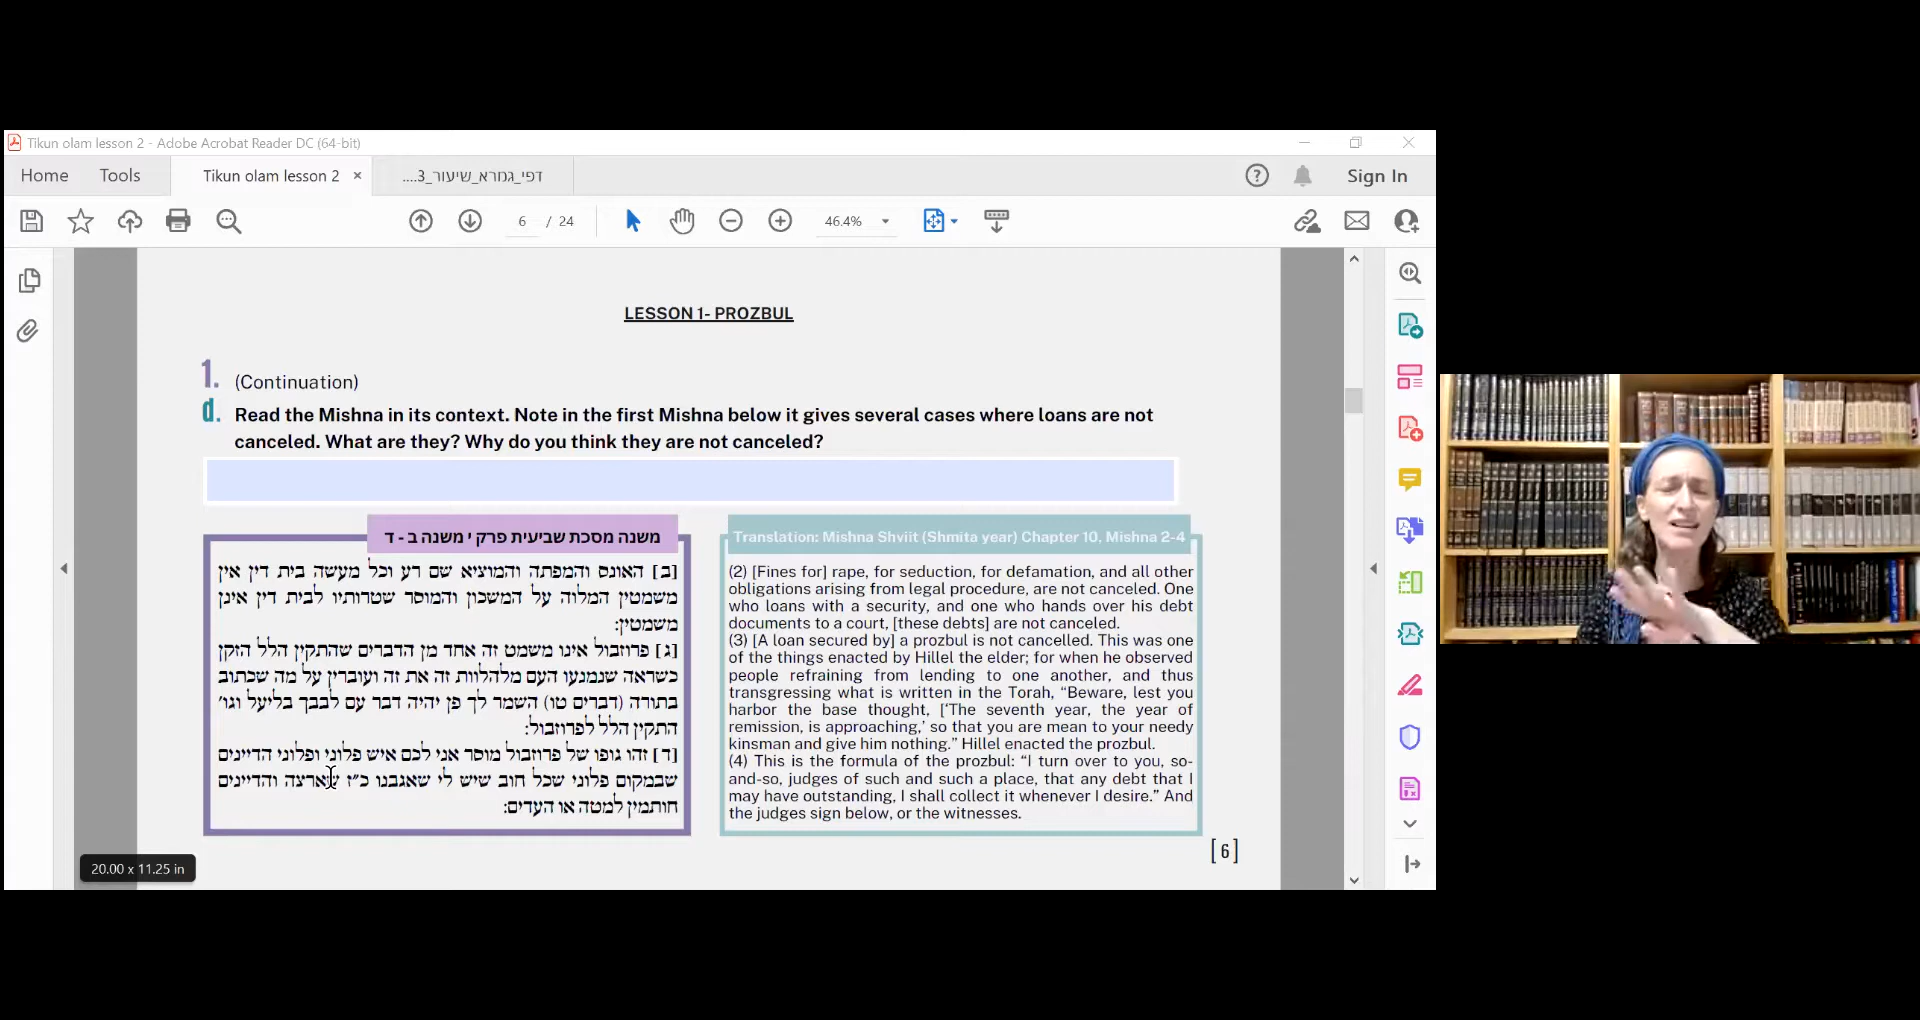 Tikun olam lesson 2 - Adobe Acrobat Reader DC (64-bit)
Home
Tools
Tikun olam lesson 2
דפי_גמרא_שיעור_3....
Sign In
6 / 24
46.4%
LESSON 1- PROZBUL
1. (Continuation)
d. Read the Mishna in its context. Note in the first Mishna below it gives several cases where loans are not
canceled. What are they? Why do you think they are not canceled?
משנה מסכת שביעית פרק י משנה ב - ד
[ב] האונס והמפתה והמוציא שם רע וכל מעשה בית דין אין
משמטין המלוה על המשכון והמוסר שטרותיו לבית דין אינן
משמטין:
[ג] פרוזבול אינו משמט זה אחד מן הדברים שהתקין הלל הזקן
כשראה שנמנעו העם מלהלוות זה את זה ועוברין על מה שכתוב
בתורה (דברים טו) השמר לך פן יהיה דבר עם לבבך בליעל וגו'
התקין הלל לפרוזבול:
[ד] זהו גופו של פרוזבול מוסר אני לכם איש פלוני ופלוני הדיינים
שבמקום פלוני שכל חוב שיש לי שאגבנו כ"ז שארצה והדיינים
חותמין למטה או העדים:
Translation: Mishna Shviit (Shmita year) Chapter 10, Mishna 2-4
(2) [Fines for] rape, for seduction, for defamation, and all other
obligations arising from legal procedure, are not canceled. One
who loans with a security, and one who hands over his debt
documents to a court, [these debts] are not canceled.
(3) [A loan secured by] a prozbul is not cancelled. This was one
of the things enacted by Hillel the elder; for when he observed
people refraining from lending to one another, and thus
transgressing what is written in the Torah, “Beware, lest you
harbor the base thought, [‘The seventh year, the year of
remission, is approaching,’ so that you are mean to your needy
kinsman and give him nothing.” Hillel enacted the prozbul.
(4) This is the formula of the prozbul: “I turn over to you, so-
and-so, judges of such and such a place, that any debt that I
may have outstanding, I shall collect it whenever I desire.” And
the judges sign below, or the witnesses.
[6]
20.00 x 11.25 in